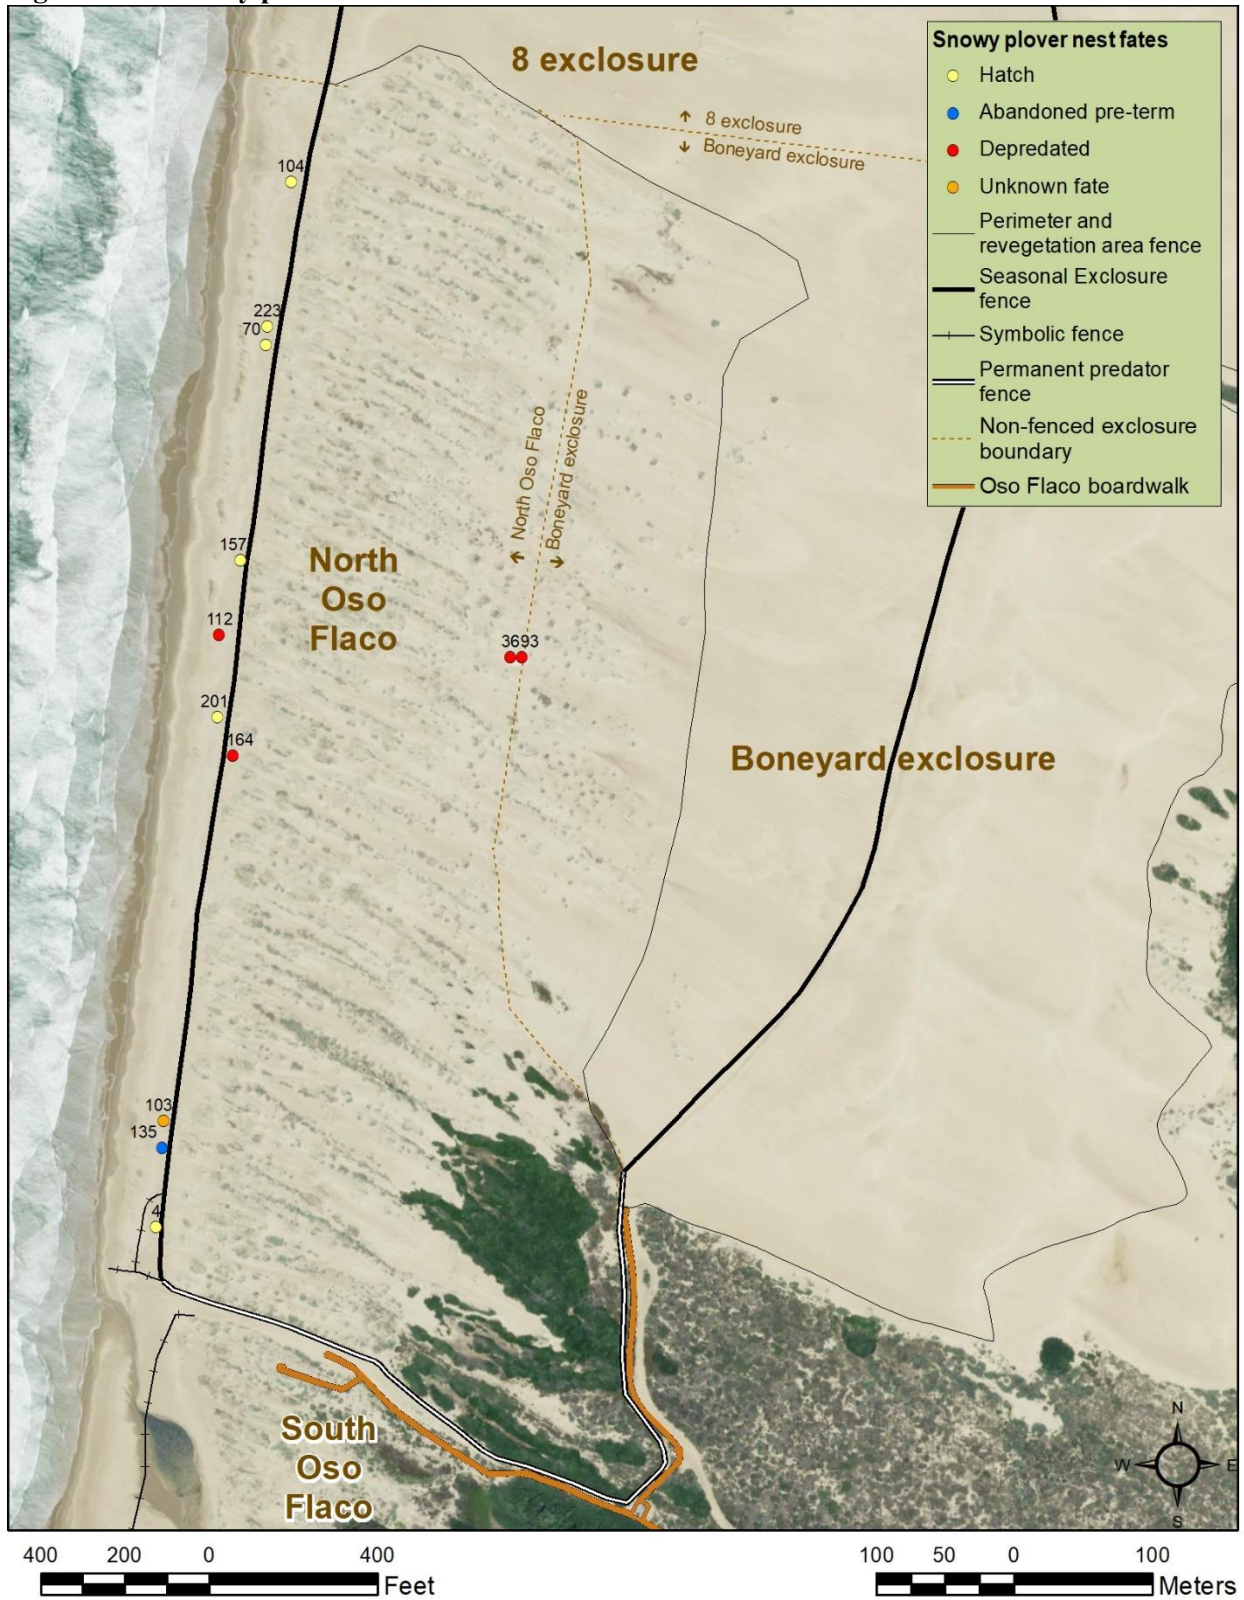 8 exclosure
8 exclosure
Boneyard exclosure
Snowy plover nest fates
Hatch
Abandoned pre-term
Depredated
Unknown fate
Perimeter and
revegetation area fence
Seasonal Exclosure
fence
Symbolic fence
Permanent predator
fence
Non-fenced exclosure
boundary
Oso Flaco boardwalk
104
223
70
North Oso Flaco
Boneyard exclosure
157
North
Oso
Flaco
112
3693
201
164
Boneyard exclosure
103
135
4
South
Oso
Flaco
N
W E
S
400 200 0 400
Feet
100 50 0 100
Meters